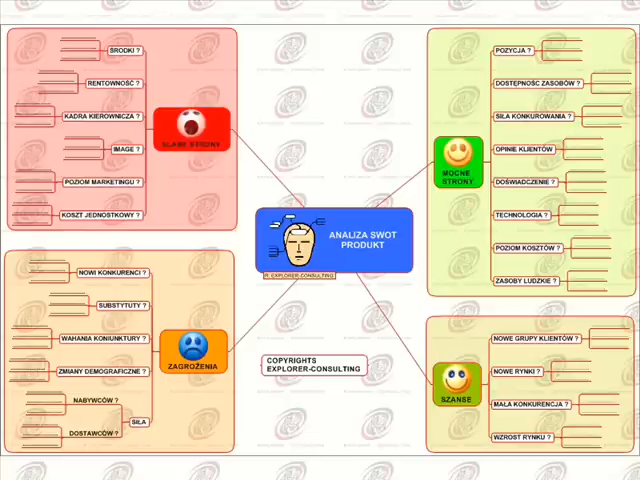 ŚRODKI ?
RENTOWNOŚĆ ?
KADRA KIEROWNICZA ?
IMAGE ?
POZIOM MARKETINGU ?
KOSZT JEDNOSTKOWY ?
SŁABE STRONY
POZYCJA ?
DOSTĘPNOŚĆ ZASOBÓW ?
SIŁA KONKUROWANIA ?
OPINIE KLIENTÓW
DOŚWIADCZENIE ?
TECHNOLOGIA ?
POZIOM KOSZTÓW ?
ZASOBY LUDZKIE ?
MOCNE
STRONY
ANALIZA SWOT
PRODUKT
P. EXPLORER-CONSULTING
NOWI KONKURENCI ?
SUBSTYTUTY ?
WAHANIA KONIUNKTURY ?
ZMIANY DEMOGRAFICZNE ?
NABYWCÓW ?
DOSTAWCÓW ?
SIŁA
ZAGROŻENIA
COPYRIGHTS
EXPLORER-CONSULTING
NOWE GRUPY KLIENTÓW ?
NOWE RYNKI ?
MAŁA KONKURENCJA ?
WZROST RYNKU ?
SZANSE